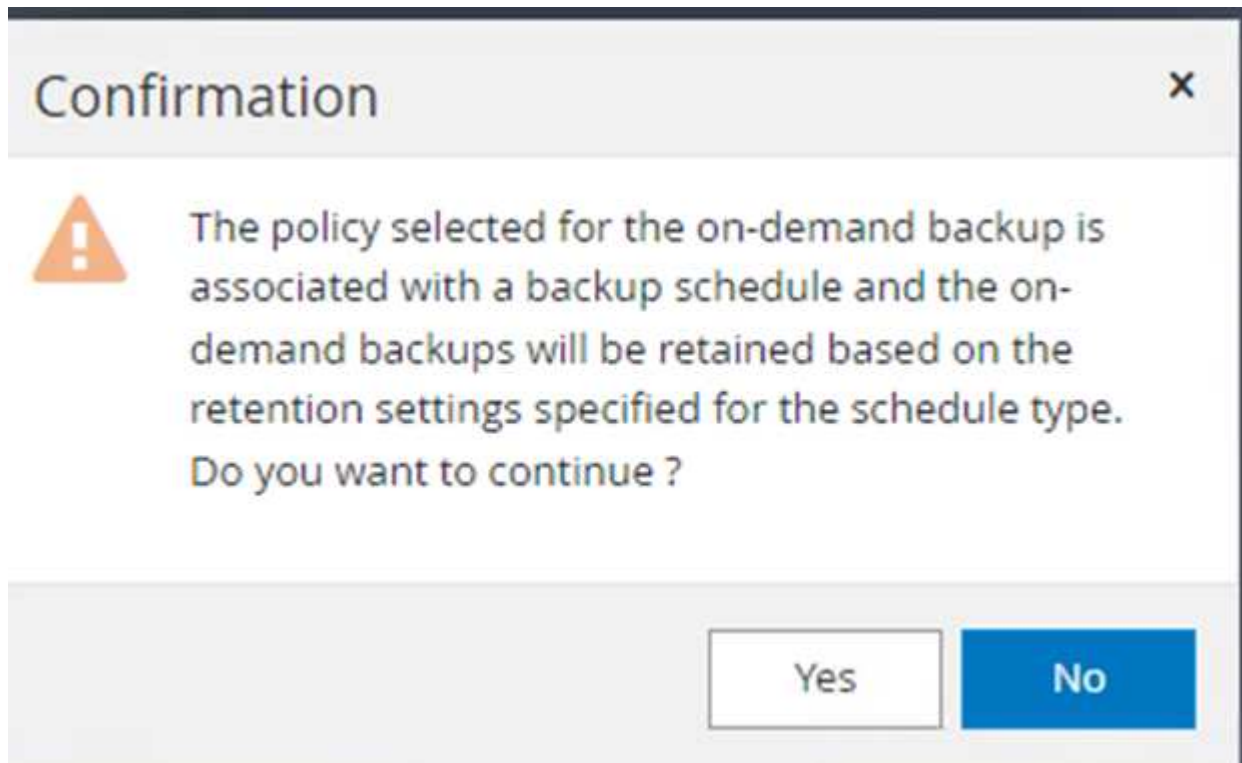 Confirmation
The policy selected for the on-demand backup is
associated with a backup schedule and the on-
demand backups will be retained based on the
retention settings specified for the schedule type.
Do you want to continue ?
Yes No